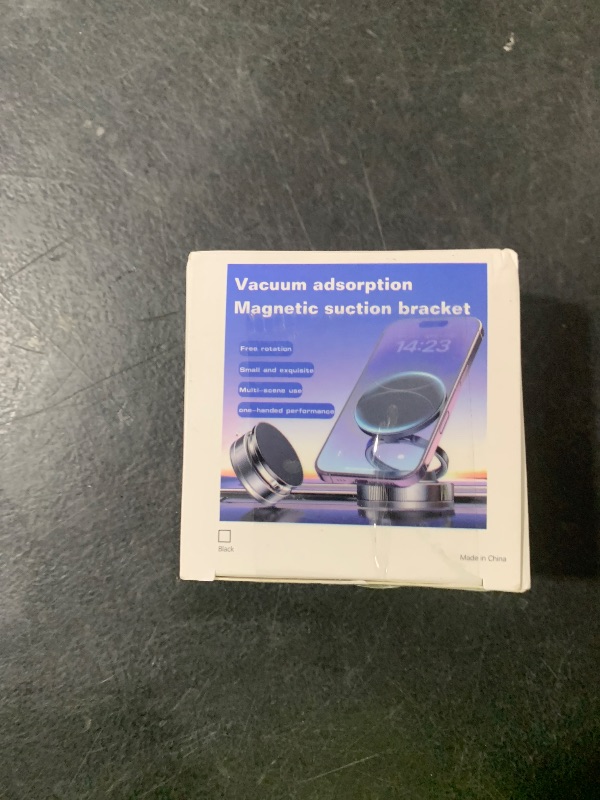 Vacuum adsorption
Magnetic suction bracket
Free rotation
Small and exquisite
Multi-scene use
one-handed performance
14:23
Black
Made in China